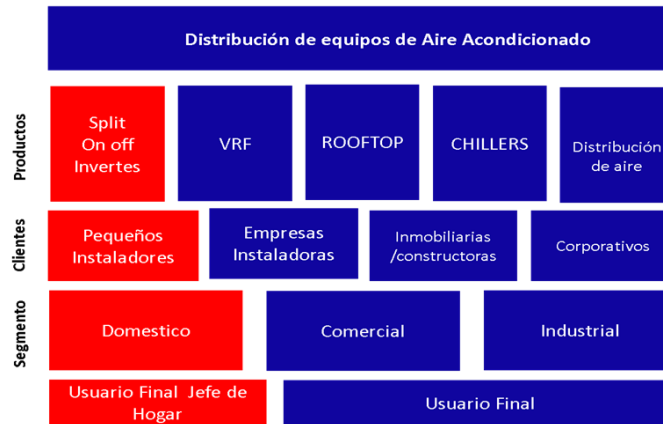 Distribución de equipos de Aire Acondicionado
Productos
Split
On off
Invertes
VRF
ROOFTOP
CHILLERS
Distribución
de aire
Clientes
Pequeños
Instaladores
Empresas
Instaladoras
Inmobiliarias
/constructoras
Corporativos
Segmento
Domestico
Comercial
Industrial
Usuario Final Jefe de
Hogar
Usuario Final